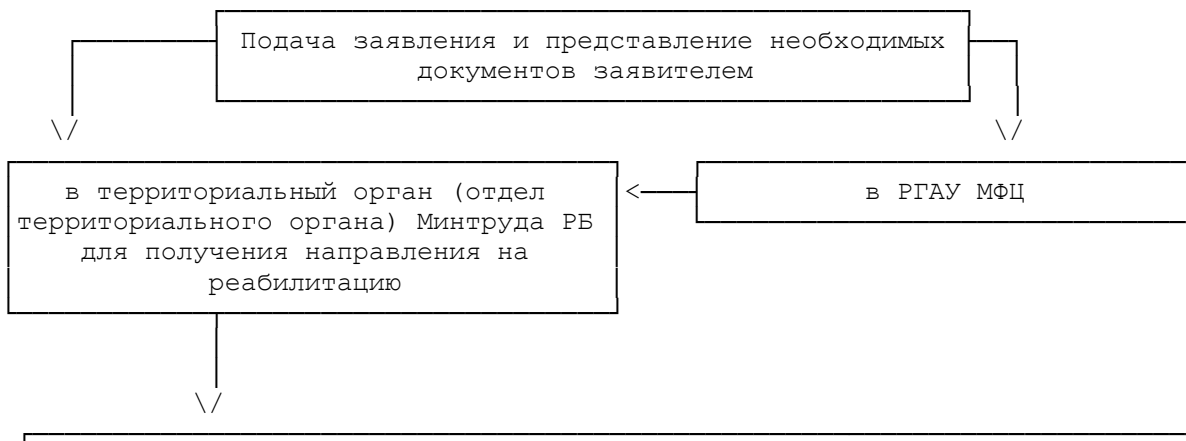 Подача заявления и представление необходимых
документов заявителем
в территориальный орган (отдел
территориального органа) Минтруда РБ
для получения направления на
реабилитацию
в РГАУ МФЦ